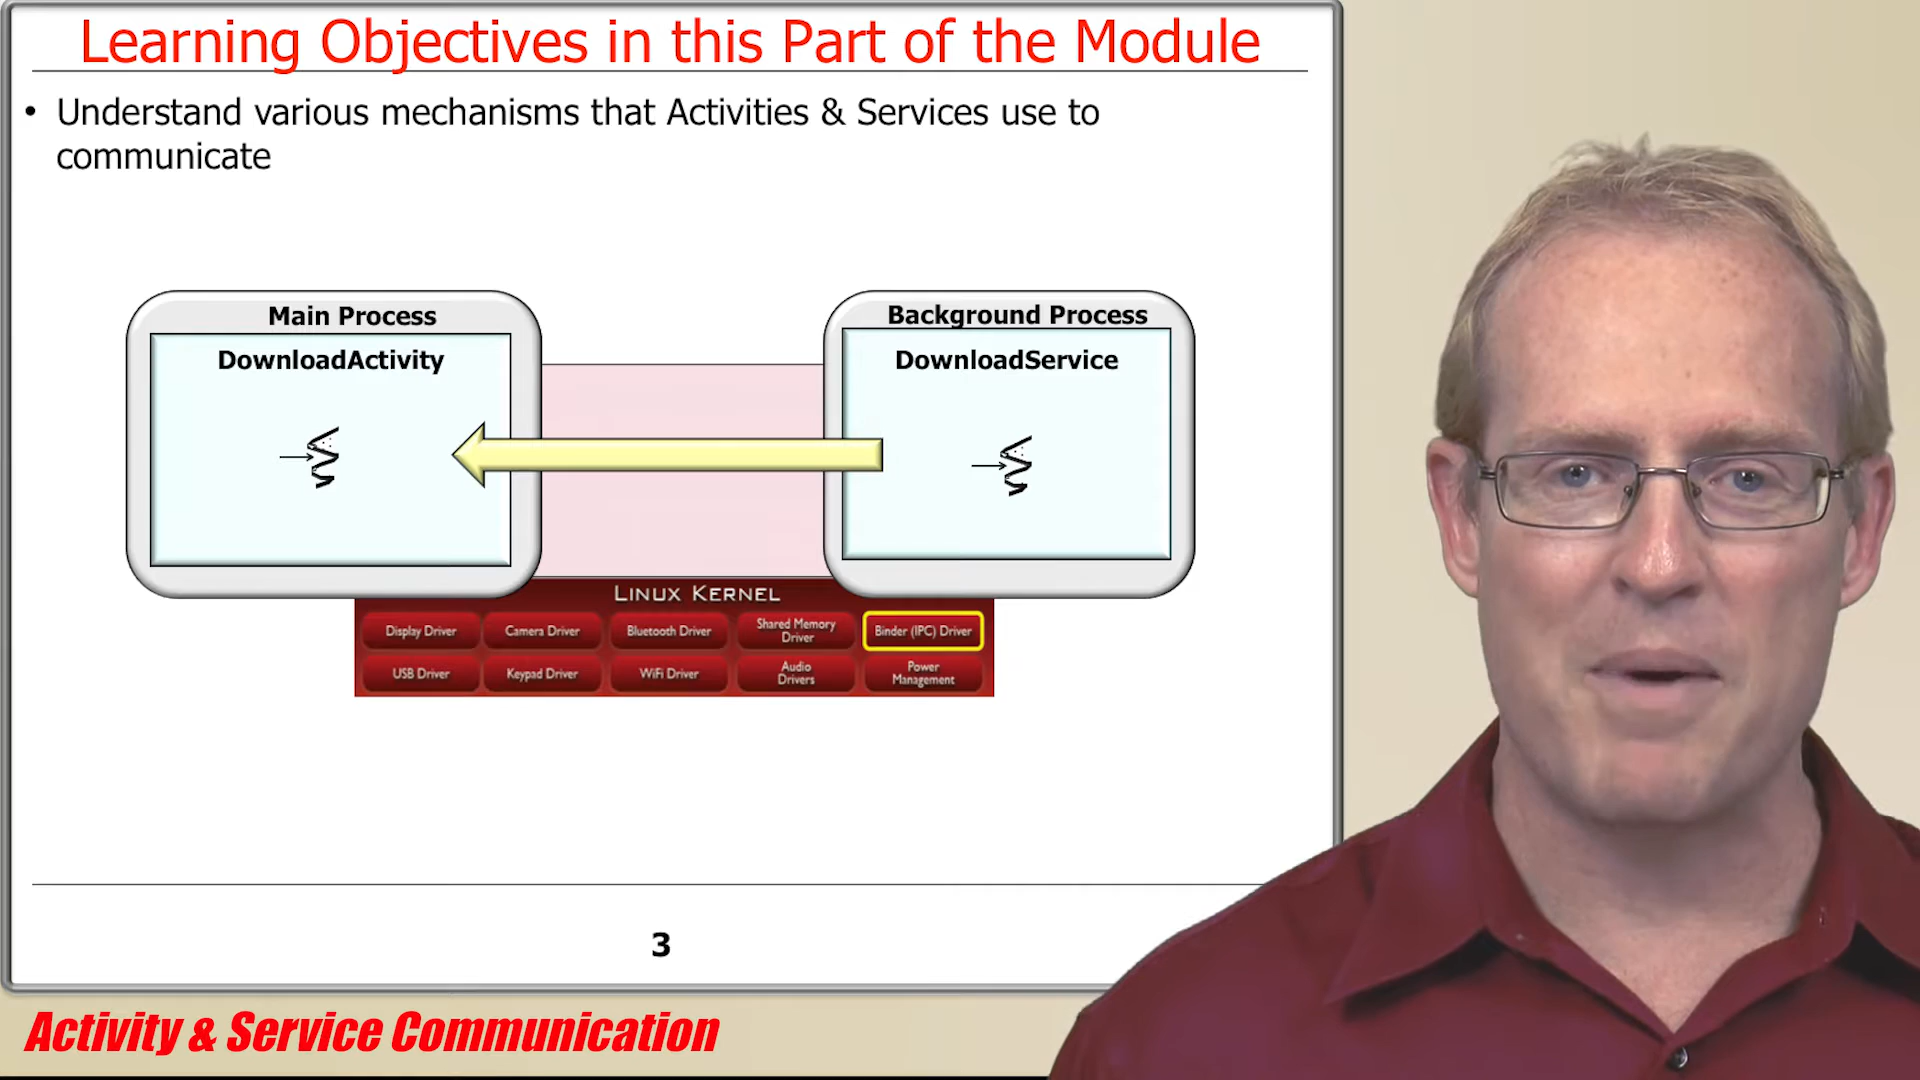 Learning Objectives in this Part of the Module
• Understand various mechanisms that Activities & Services use to
communicate
Main Process
DownloadActivity
Background Process
DownloadService
LINUX KERNEL
Display Driver
Camera Driver
Bluetooth Driver
Shared Memory
Driver
Binder (IPC) Driver
USB Driver
Keypad Driver
WiFi Driver
Audio
Drivers
Power
Management
3
Activity & Service Communication